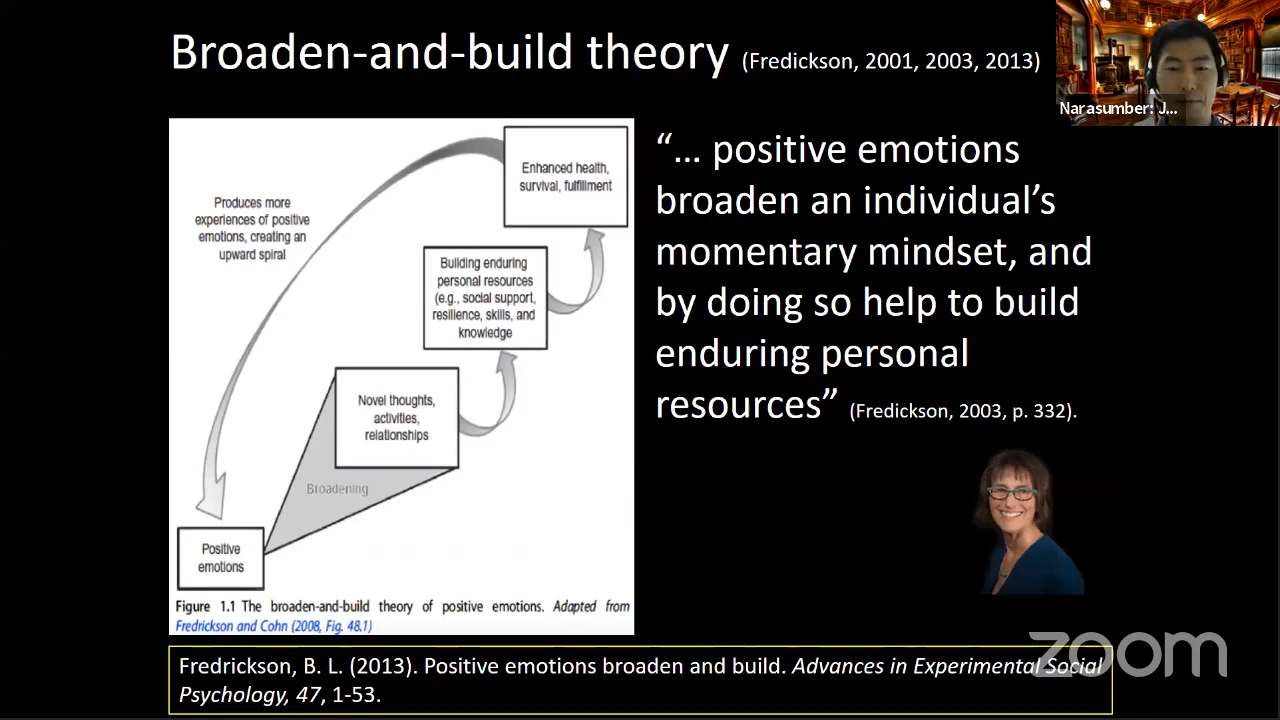 Broaden-and-build theory (Fredickson, 2001, 2003, 2013)
Narasumber: J...
Enhanced health,
survival, fulfillment
Produces more
experiences of positive
emotions, creating an
upward spiral
Building enduring
personal resources
(e.g., social support,
resilience, skills, and
knowledge
Novel thoughts,
activities,
relationships
Broadening
Positive
emotions
Figure 1.1 The broaden-and-build theory of positive emotions. Adapted from
Fredrickson and Cohn (2008, Fig. 48.1)
“... positive emotions
broaden an individual’s
momentary mindset, and
by doing so help to build
enduring personal
resources” (Fredickson, 2003, p. 332).
Fredrickson, B. L. (2013). Positive emotions broaden and build. Advances in Experimental Social
Psychology, 47, 1-53.
zoom